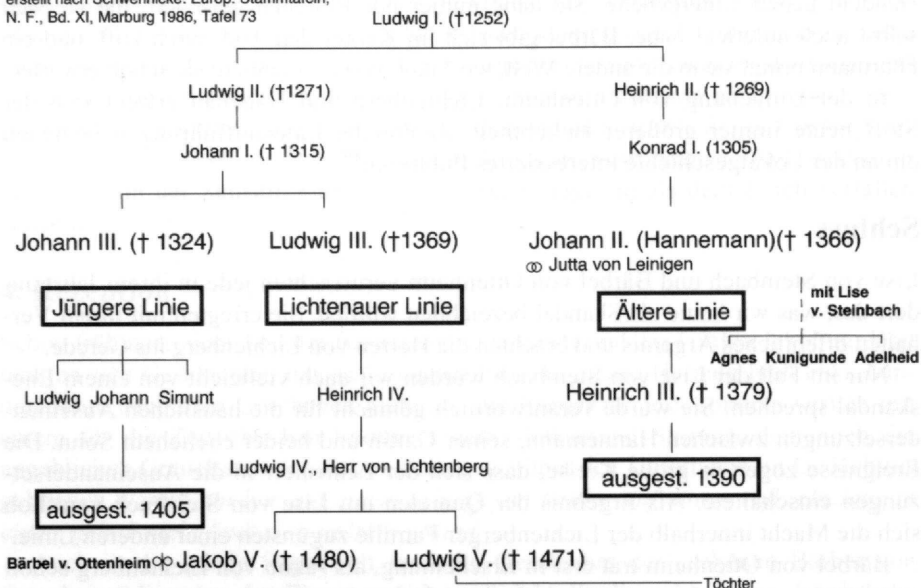 erstellt nach Schwennicke: Europ. Stammtafeln,
N. F., Bd. XI, Marburg 1986, Tafel 73
Ludwig I. (†1252)
Ludwig II. (†1271)
Heinrich II. († 1269)
Johann I. († 1315)
Konrad I. (1305)
Johann III. († 1324)
Ludwig III. (†1369)
Johann II. (Hannemann)(† 1366)
⚭ Jutta von Leinigen
Jüngere Linie
Lichtenauer Linie
Ältere Linie
mit Lise
v. Steinbach
Agnes Kunigunde Adelheid
Ludwig Johann Simunt
Heinrich IV.
Heinrich III. († 1379)
Ludwig IV., Herr von Lichtenberg
ausgest. 1405
ausgest. 1390
Bärbel v. Ottenheim ⚭ Jakob V. († 1480)
Ludwig V. († 1471)
Töchter